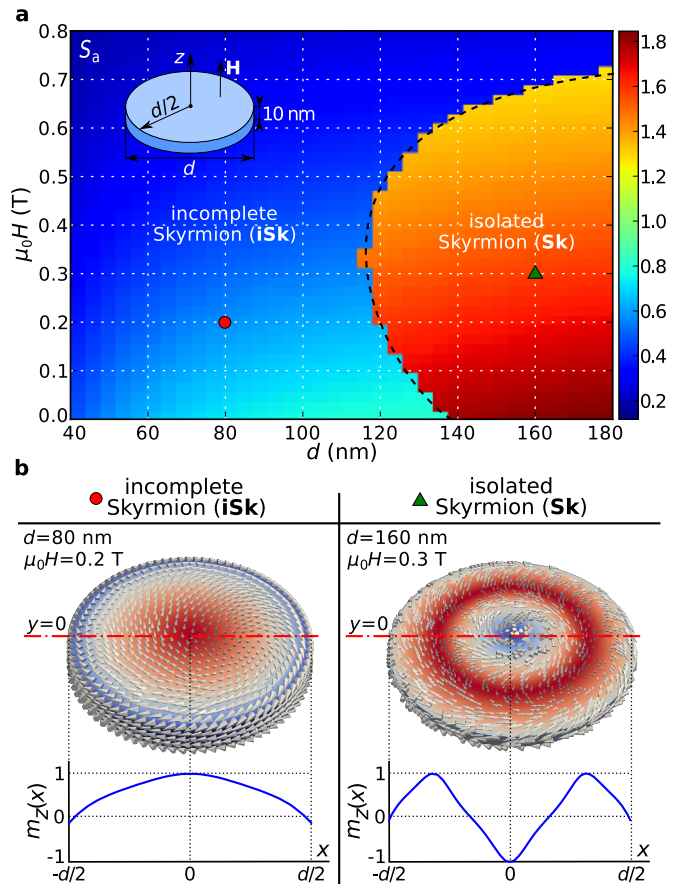 a
0.8
0.7
0.6
0.5
0.4
0.3
0.2
0.1
0.0
μ₀H (T)
Sₐ
z
H
d/2
10 nm
d
incomplete
Skyrmion (iSk)
isolated
Skyrmion (Sk)
40
60
80
100
120
140
160
180
d (nm)
1.8
1.6
1.4
1.2
1.0
0.8
0.6
0.4
0.2
b
incomplete
Skyrmion (iSk)
isolated
Skyrmion (Sk)
d=80 nm
μ₀H=0.2 T
y=0
d=160 nm
μ₀H=0.3 T
y=0
mz(x)
1
0
-1
-d/2
0
d/2
x
mz(x)
1
0
-1
-d/2
0
d/2
x